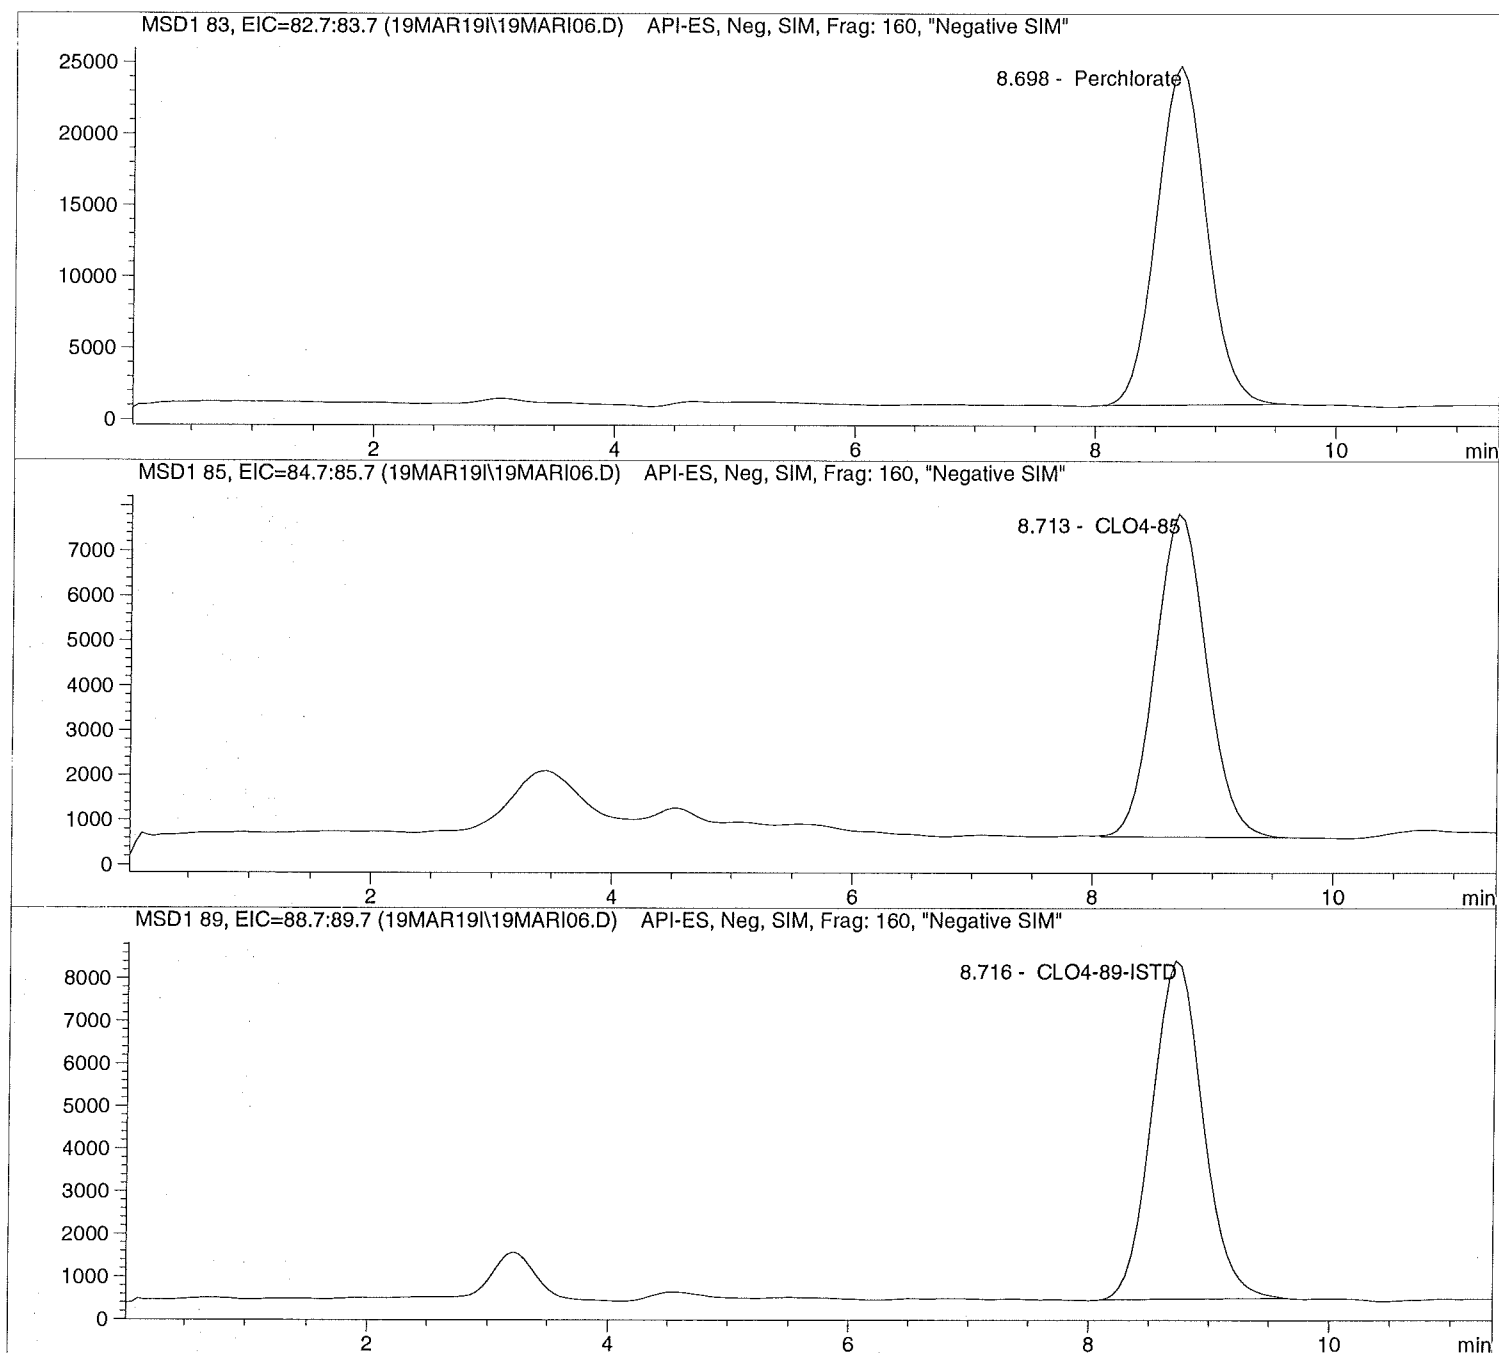 MSD1 83, EIC=82.7:83.7 (19MAR19I\19MARI06.D) API-ES, Neg, SIM, Frag: 160, "Negative SIM"
25000
8.698 - Perchlorate
20000
15000
10000
5000
0
2 4 6 8 10 min
MSD1 85, EIC=84.7:85.7 (19MAR19I\19MARI06.D) API-ES, Neg, SIM, Frag: 160, "Negative SIM"
8.713 - CLO4-85
7000
6000
5000
4000
3000
2000
1000
0
2 4 6 8 10 min
MSD1 89, EIC=88.7:89.7 (19MAR19I\19MARI06.D) API-ES, Neg, SIM, Frag: 160, "Negative SIM"
8.716 - CLO4-89-ISTD
8000
7000
6000
5000
4000
3000
2000
1000
0
2 4 6 8 10 min